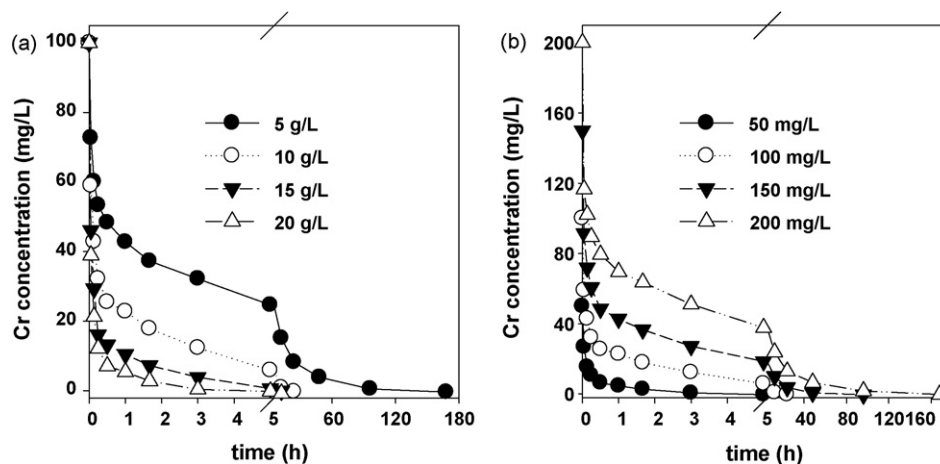 (a)
Cr concentration (mg/L)
100
80
60
40
20
0
5 g/L
10 g/L
15 g/L
20 g/L
0 1 2 3 5 60 120 180
time (h)
(b)
Cr concentration (mg/L)
200
160
120
80
40
0
50 mg/L
100 mg/L
150 mg/L
200 mg/L
0 1 2 3 4 5 40 80 120 160
time (h)